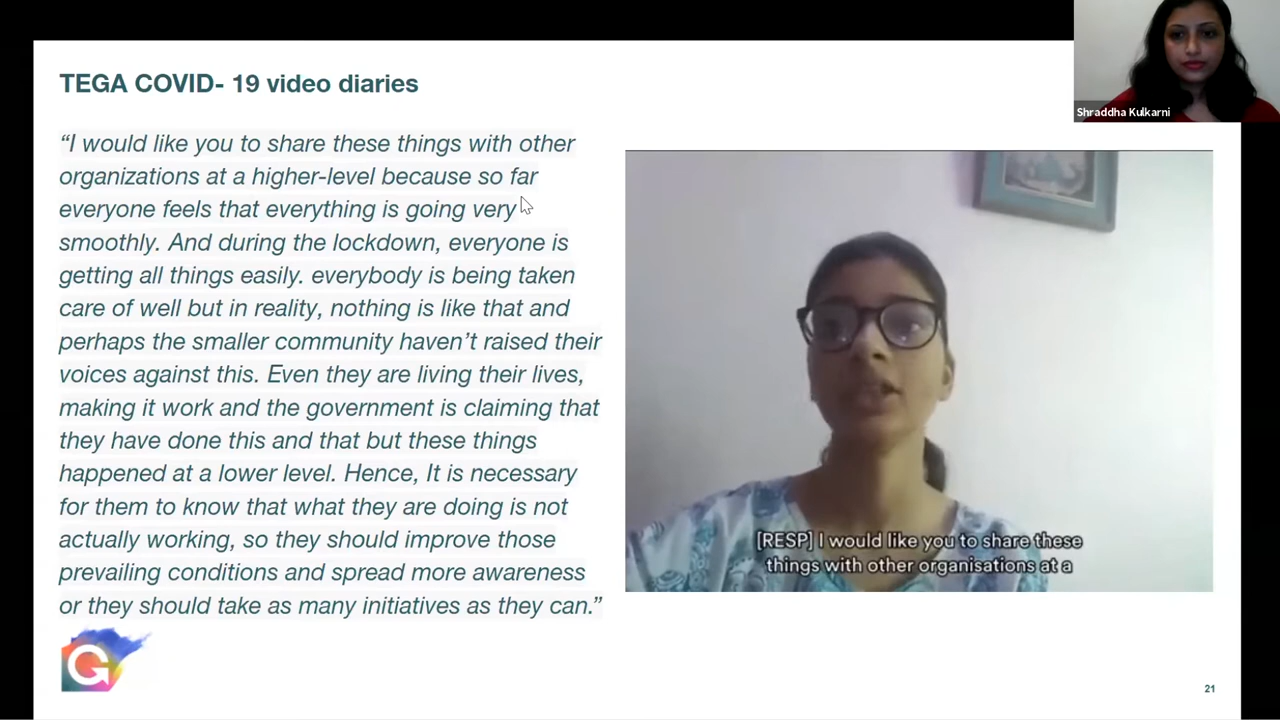 TEGA COVID- 19 video diaries
“I would like you to share these things with other
organizations at a higher-level because so far
everyone feels that everything is going very
smoothly. And during the lockdown, everyone is
getting all things easily. everybody is being taken
care of well but in reality, nothing is like that and
perhaps the smaller community haven’t raised their
voices against this. Even they are living their lives,
making it work and the government is claiming that
they have done this and that but these things
happened at a lower level. Hence, It is necessary
for them to know that what they are doing is not
actually working, so they should improve those
prevailing conditions and spread more awareness
or they should take as many initiatives as they can.”
[RESP] I would like you to share these
things with other organisations at a
Shraddha Kulkarni
G
21